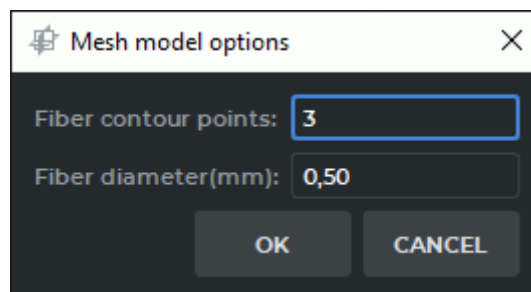 Mesh model options
Fiber contour points: 3
Fiber diameter(mm): 0,50
OK CANCEL